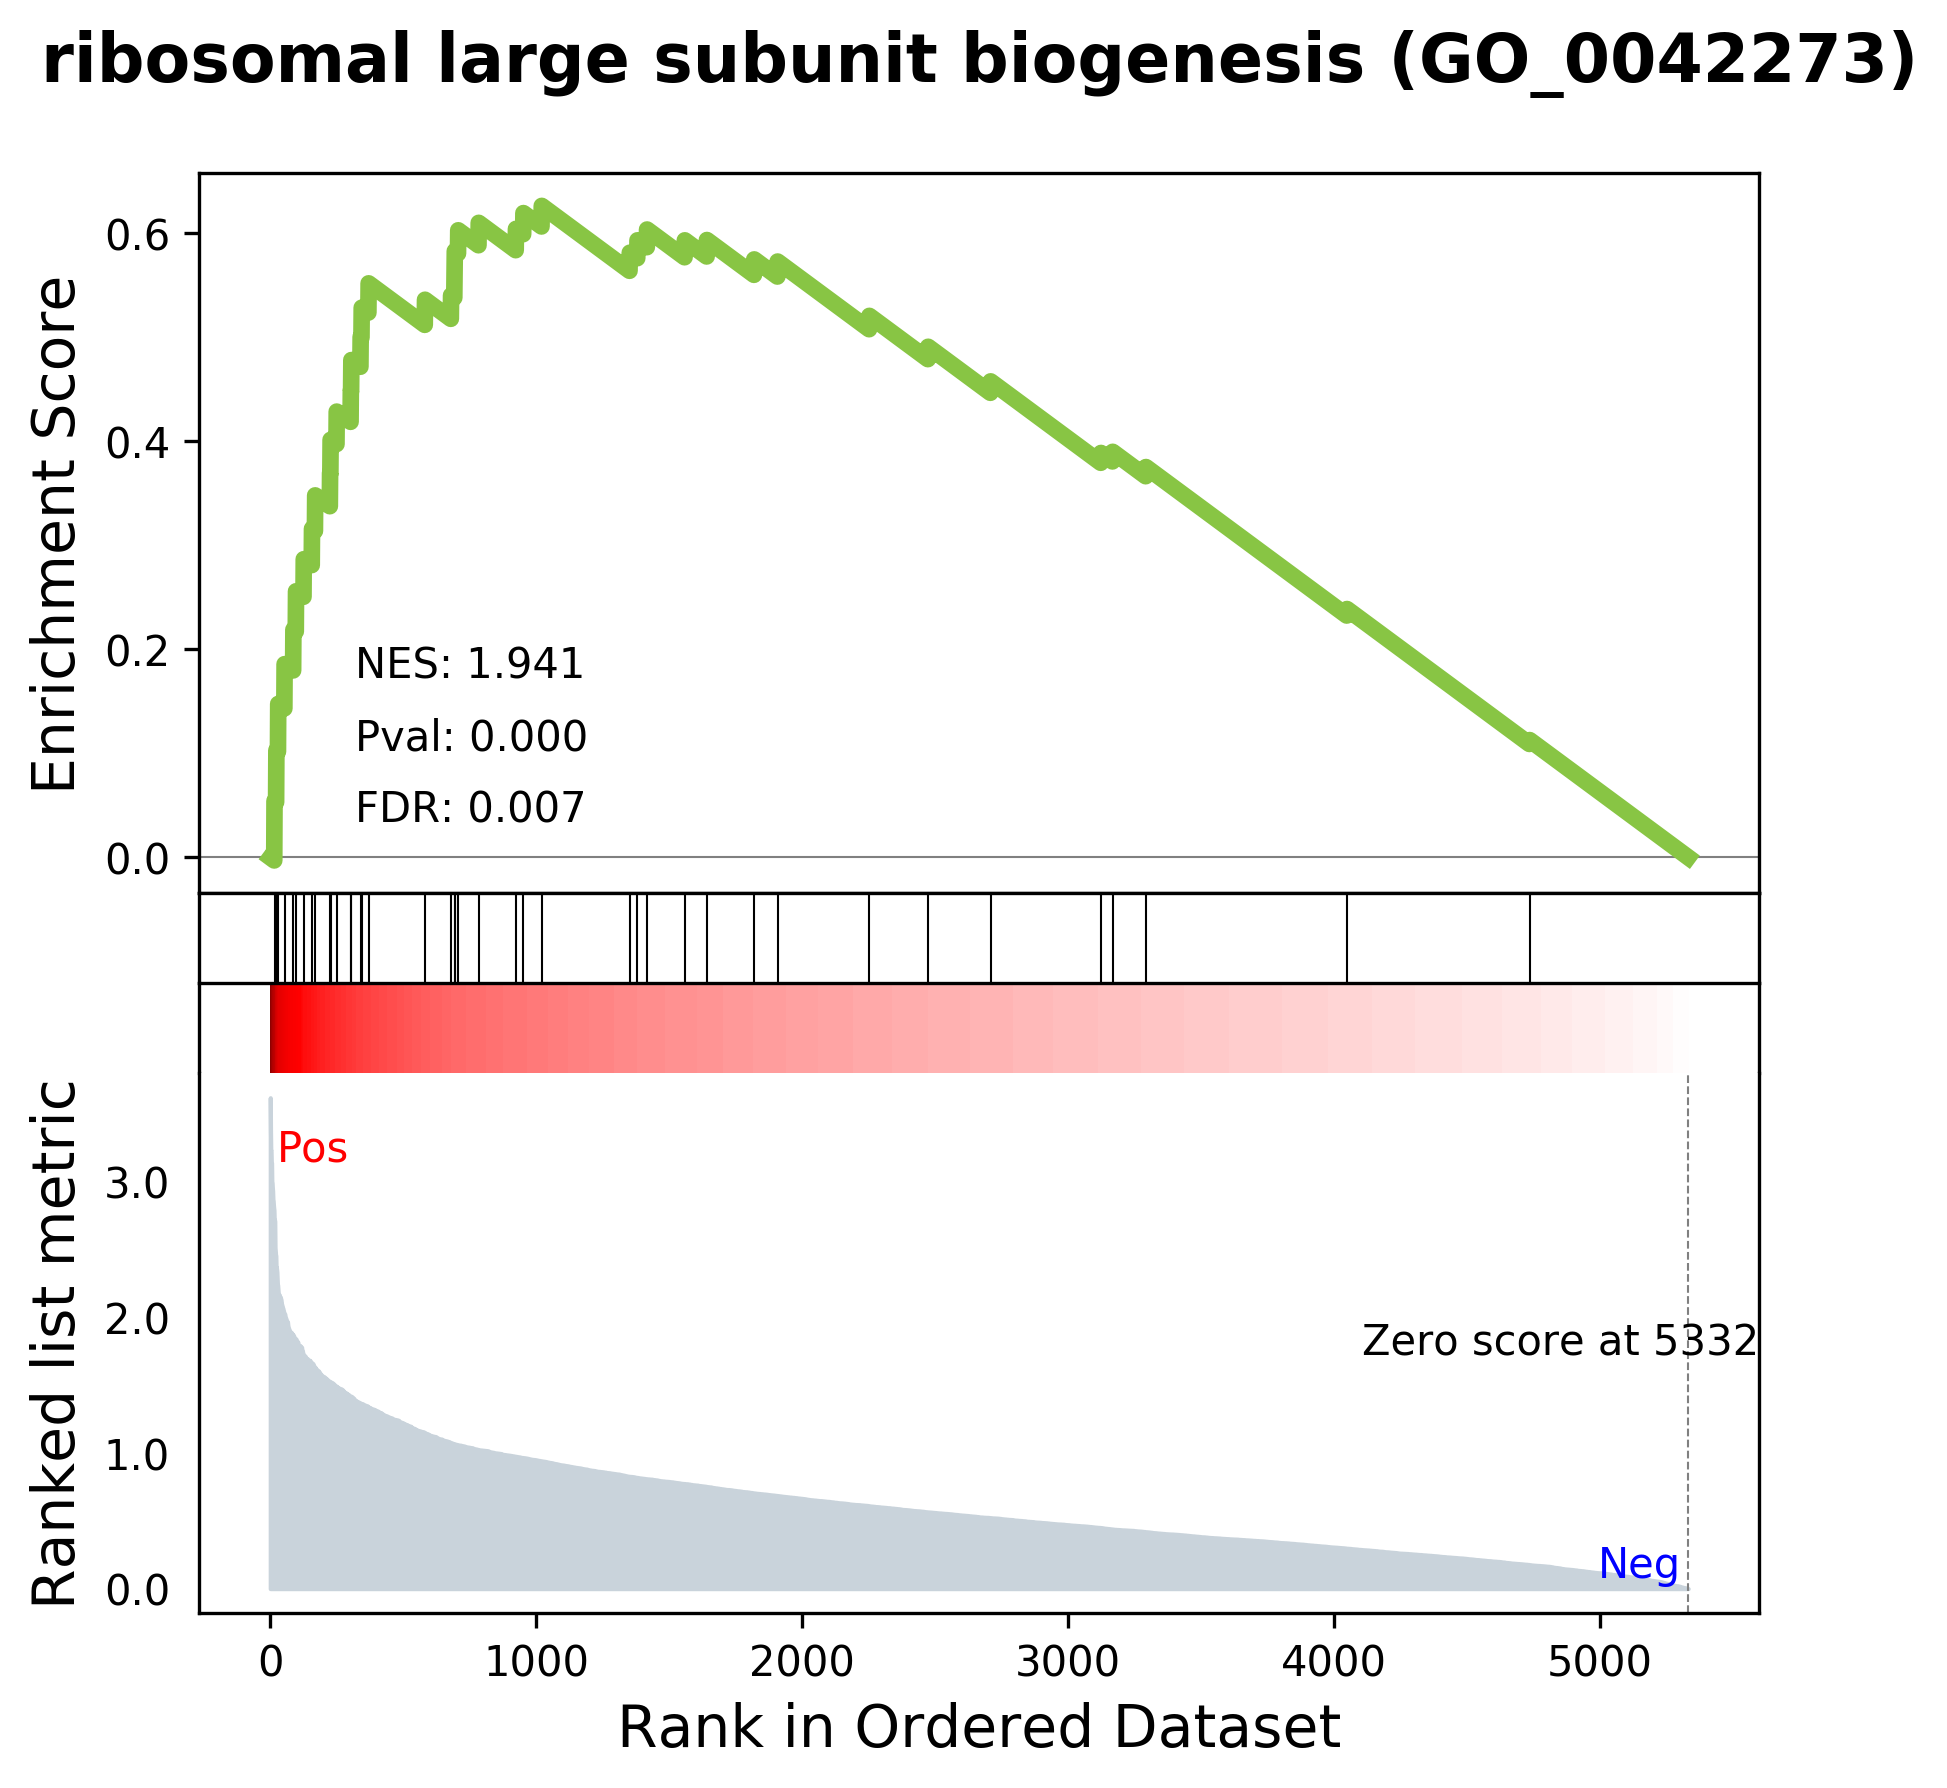 ribosomal large subunit biogenesis (GO_0042273)
Enrichment Score
0.6
0.4
0.2
0.0
NES: 1.941
Pval: 0.000
FDR: 0.007
Ranked list metric
3.0
2.0
1.0
0.0
Pos
Zero score at 5332
Neg
0 1000 2000 3000 4000 5000
Rank in Ordered Dataset